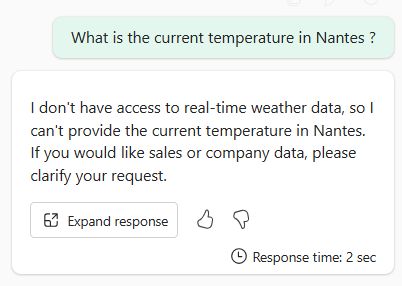 What is the current temperature in Nantes ?
I don't have access to real-time weather data, so I
can't provide the current temperature in Nantes.
If you would like sales or company data, please
clarify your request.
Expand response
Response time: 2 sec